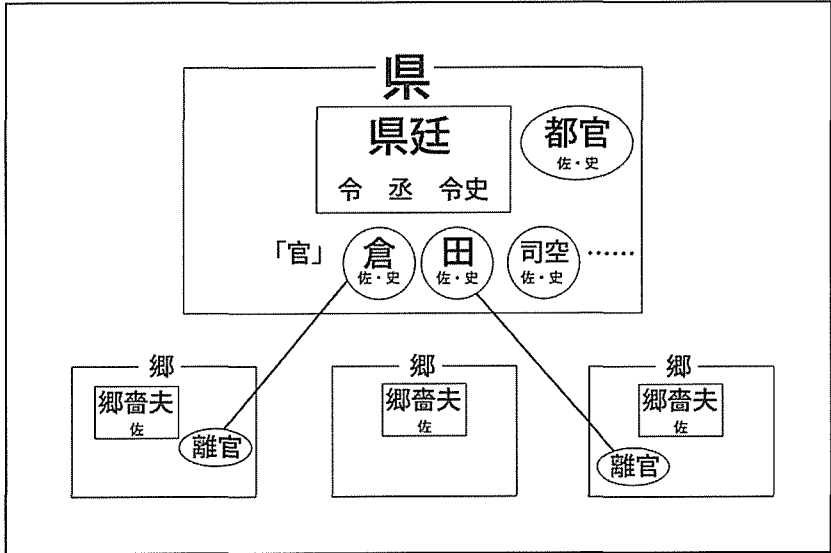 県
県廷
都官
佐・史
令 丞 令史
「官」 倉 田 司空 ……
佐・史 佐・史 佐・史
郷 郷 郷
郷嗇夫 郷嗇夫 郷嗇夫
佐 佐 佐
離官 離官